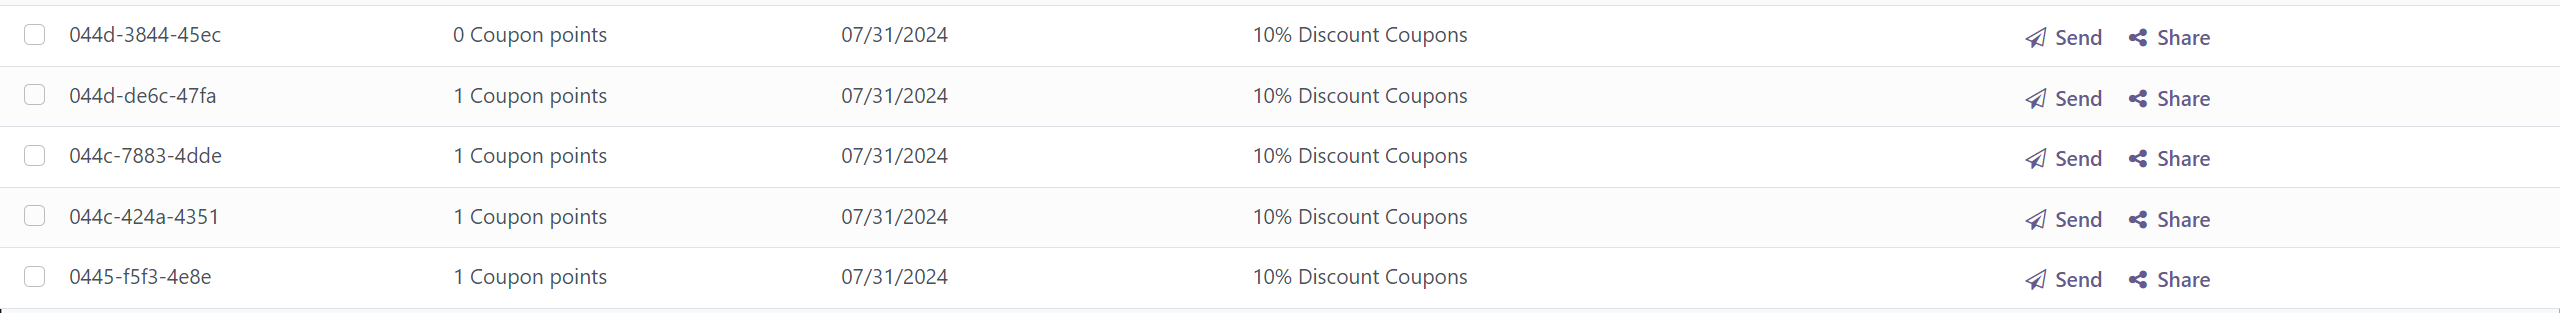 044d-3844-45ec 0 Coupon points 07/31/2024 10% Discount Coupons Send Share
044d-de6c-47fa 1 Coupon points 07/31/2024 10% Discount Coupons Send Share
044c-7883-4dde 1 Coupon points 07/31/2024 10% Discount Coupons Send Share
044c-424a-4351 1 Coupon points 07/31/2024 10% Discount Coupons Send Share
0445-f5f3-4e8e 1 Coupon points 07/31/2024 10% Discount Coupons Send Share